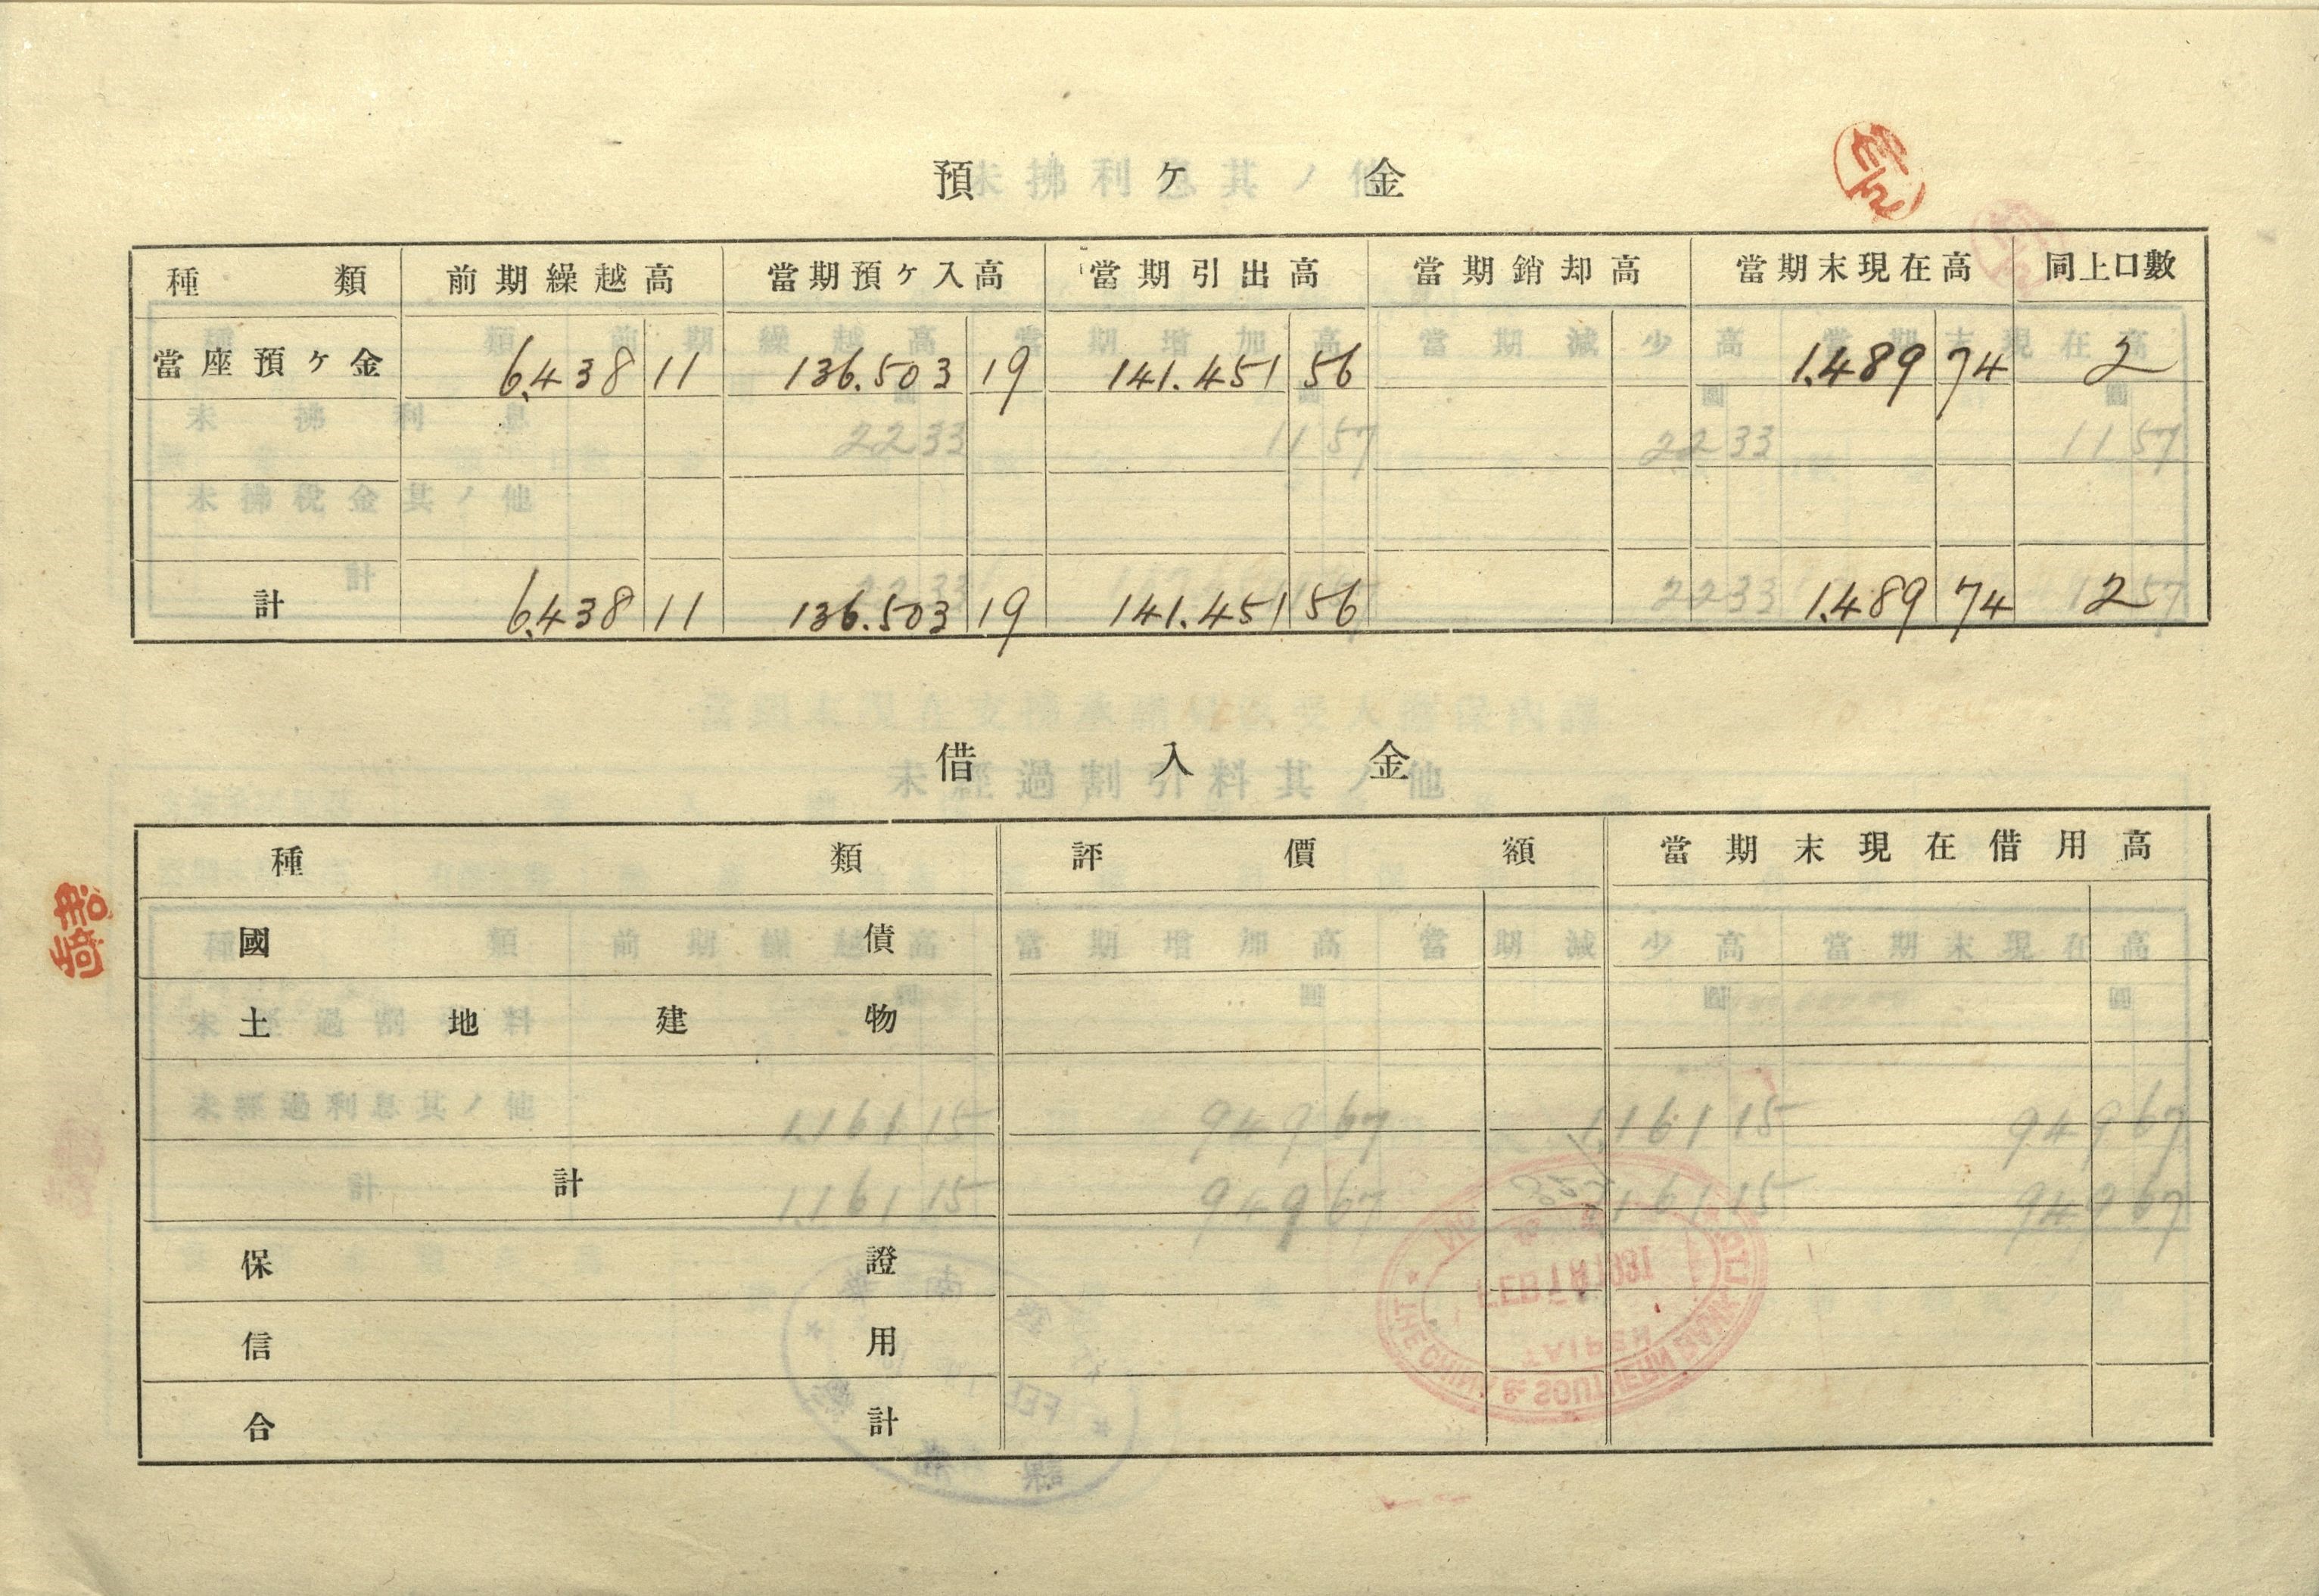 預ケ金
種類 前期繰越高 當期預ケ入高 當期引出高 當期銷却高 當期末現在高 同上口數
當座預ケ金 6.438 11 136.503 19 141.451 56 1.489 74 2
計 6.438 11 136.503 19 141.451 56 1.489 74 2
借入金
種類 評價額 當期末現在借用高
國債
土地建物
計
保證
信用
合計